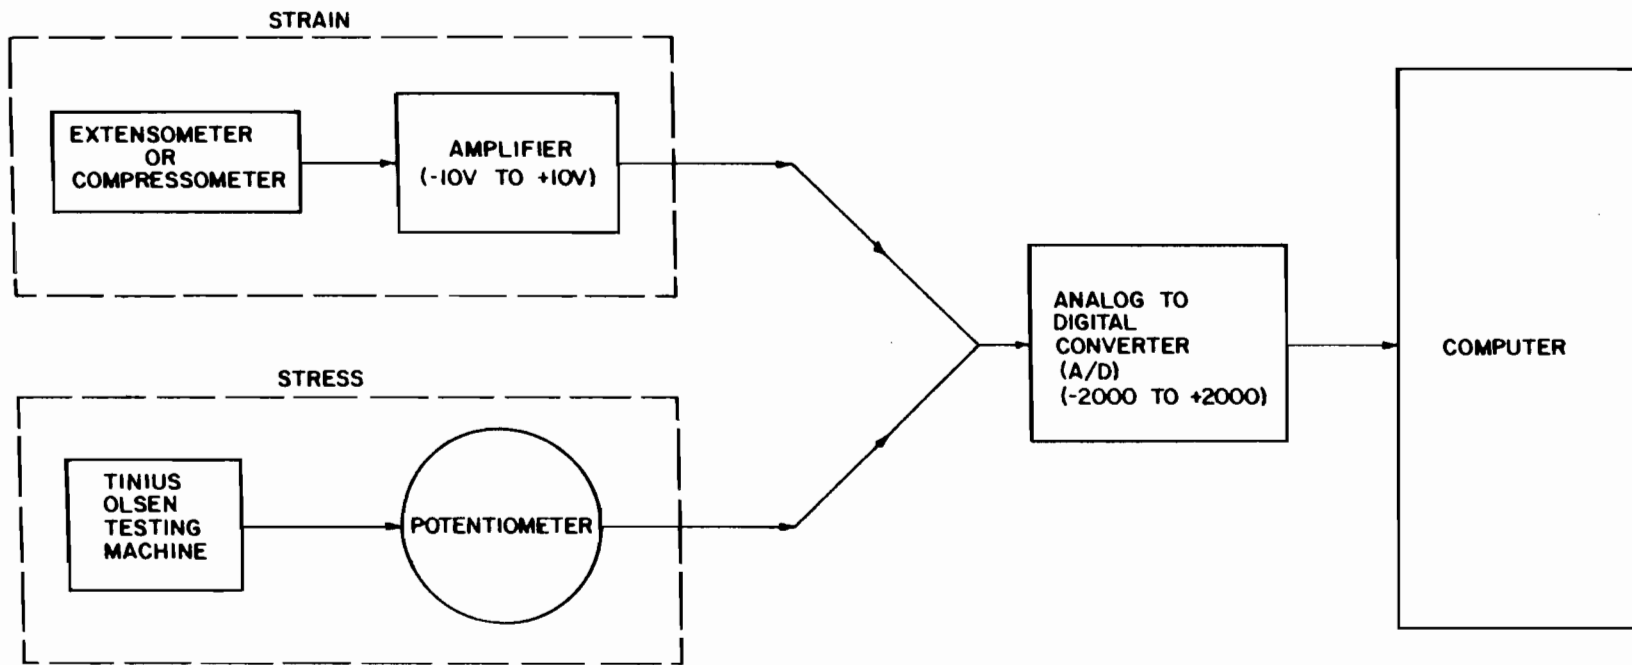 STRAIN
EXTENSOMETER
OR
COMPRESSOMETER
AMPLIFIER
(-10V TO +10V)
STRESS
TINIUS
OLSEN
TESTING
MACHINE
POTENTIOMETER
ANALOG TO
DIGITAL
CONVERTER
(A/D)
(-2000 TO +2000)
COMPUTER